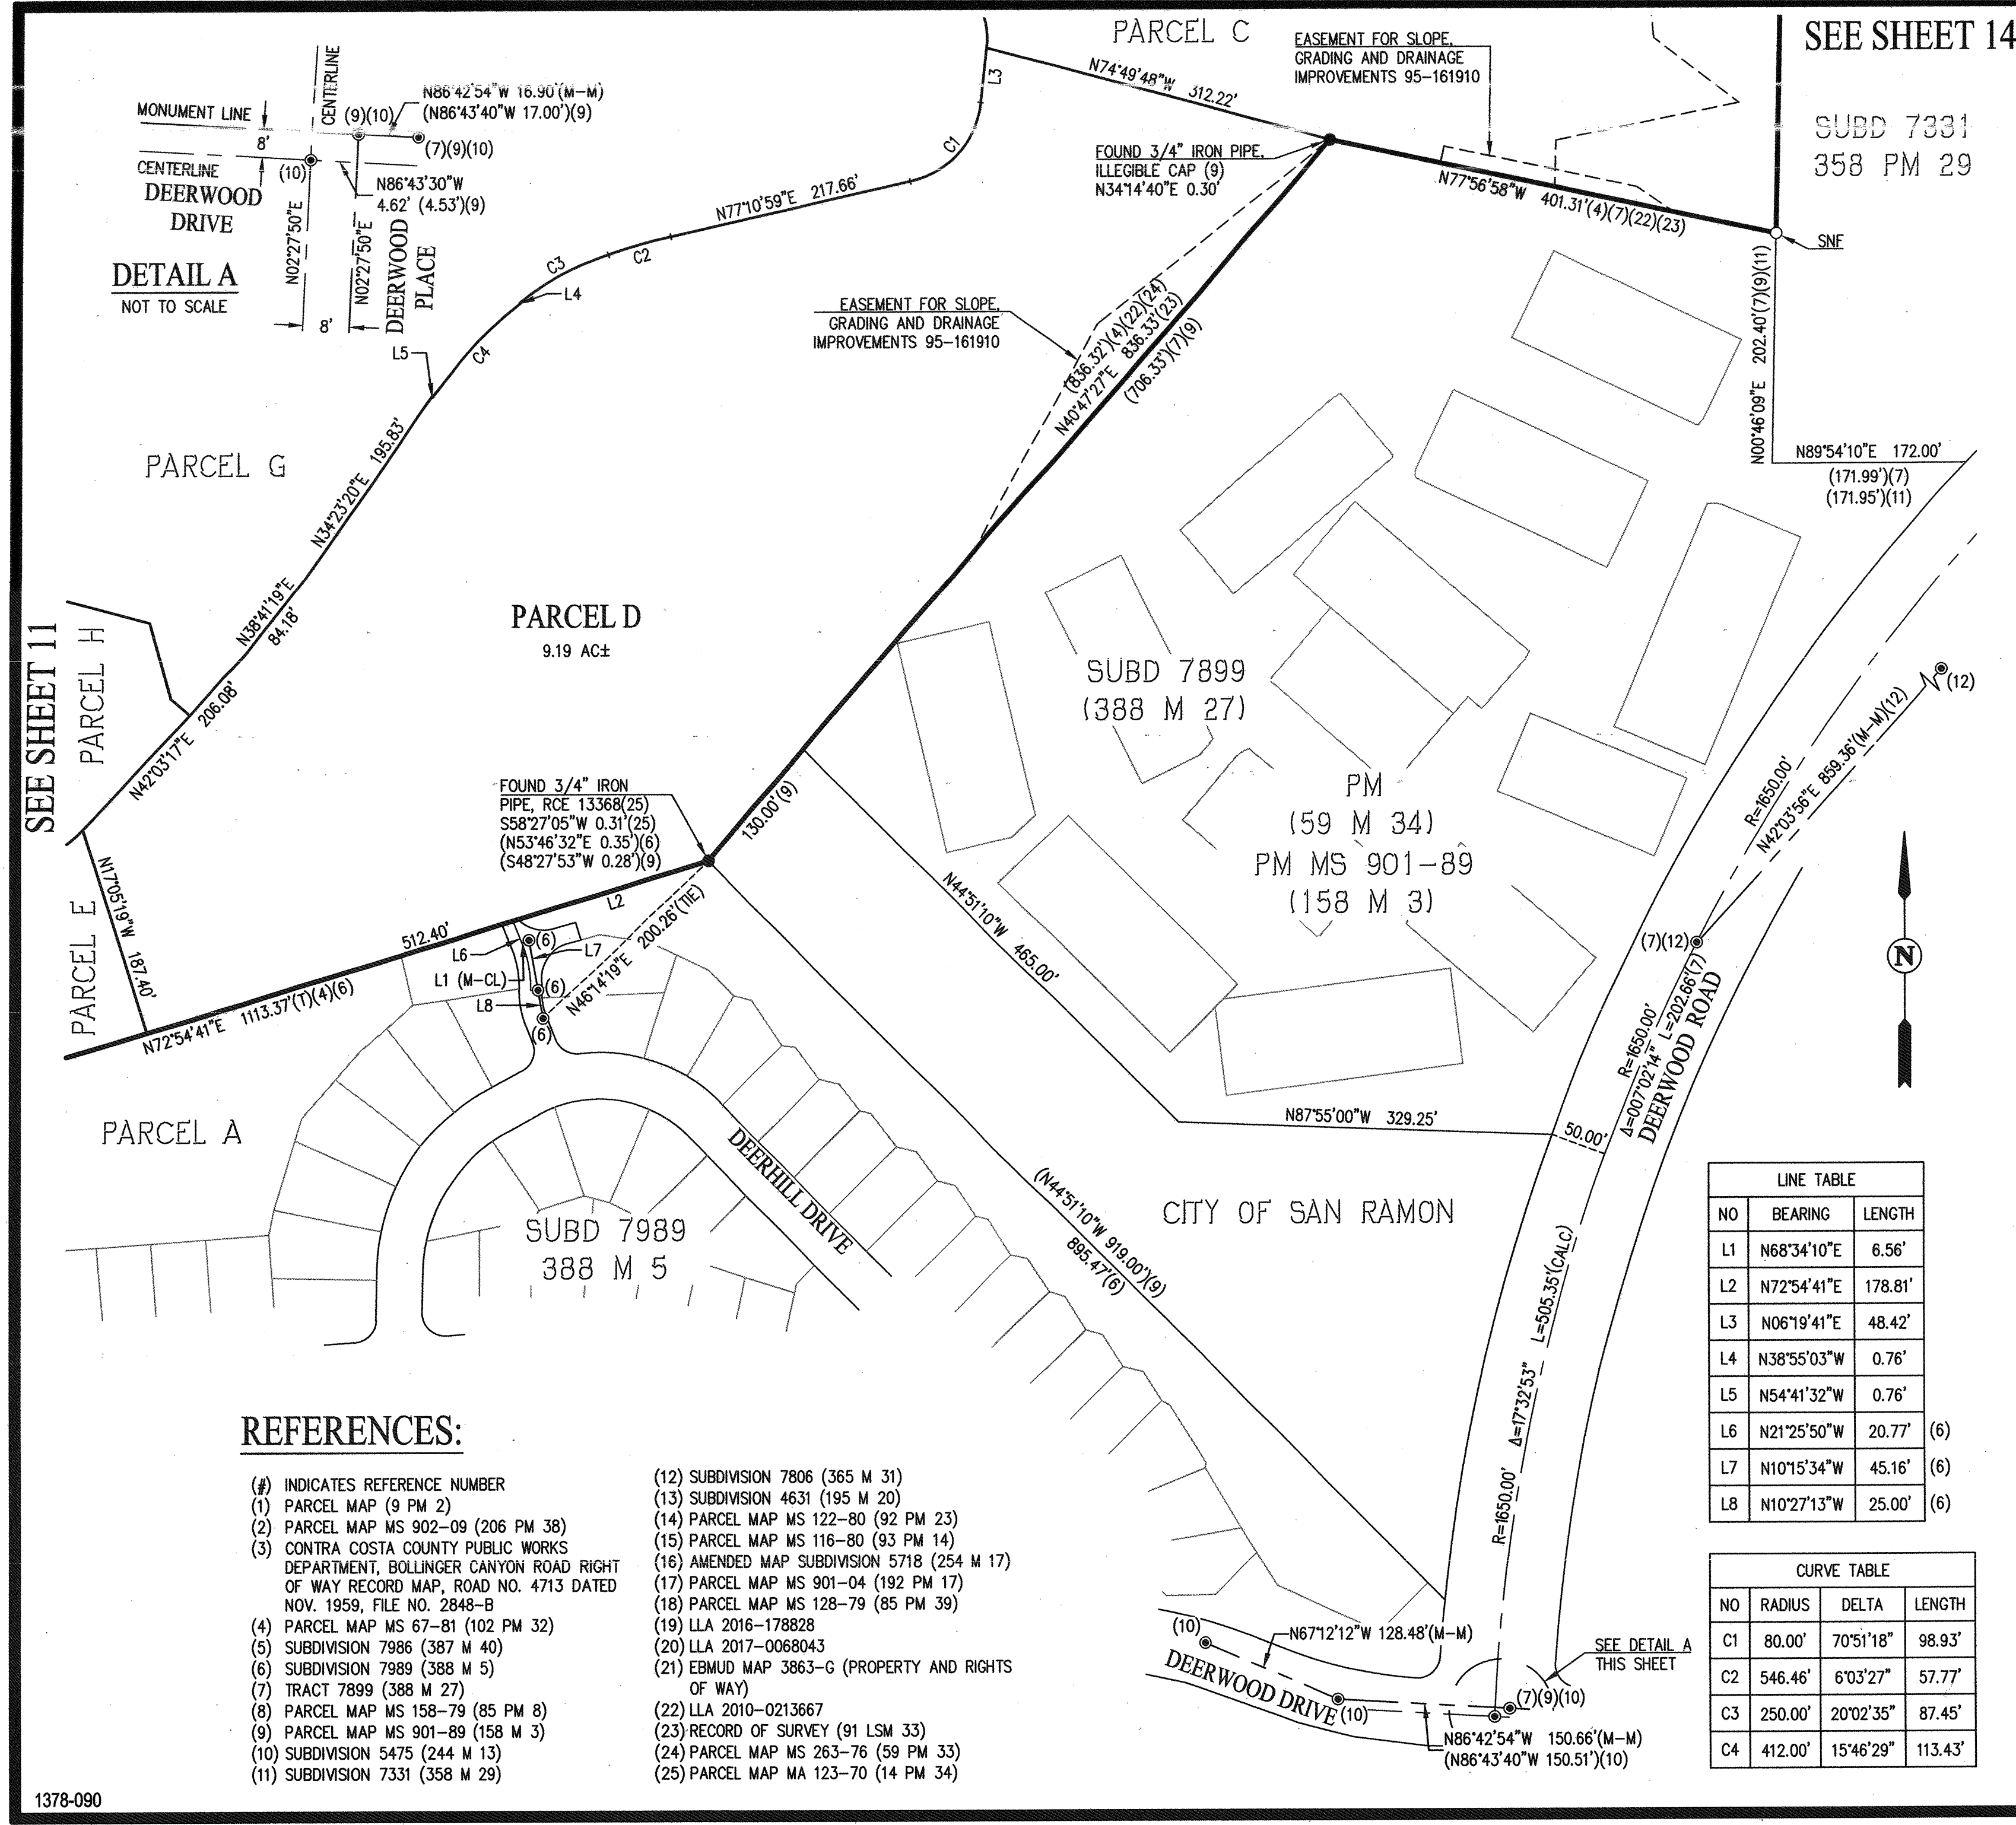 SEE SHEET 14
PARCEL C
EASEMENT FOR SLOPE,
GRADING AND DRAINAGE
IMPROVEMENTS 95-161910
SUBD 7331
358 PM 29
N74°49'48"W 312.22'
L3
C1
CENTERLINE
N86°42'54"W 16.90'(M-M)
(N86°43'40"W 17.00')(9)
MONUMENT LINE
(9)(10)
8'
(7)(9)(10)
CENTERLINE
(10)
DEERWOOD
DRIVE
N86°43'30"W
4.62' (4.53')(9)
N02°27'50"E
N02°27'50"E
DEERWOOD
PLACE
8'
DETAIL A
NOT TO SCALE
FOUND 3/4" IRON PIPE,
ILLEGIBLE CAP (9)
N34°14'40"E 0.30'
N77°56'58"W 401.31'(4)(7)(22)(23)
SNF
N77°10'59"E 217.66'
C2
C3
L4
C4
L5
EASEMENT FOR SLOPE,
GRADING AND DRAINAGE
IMPROVEMENTS 95-161910
(836.32')(4)(22)(24)
N40°47'27"E 836.33'(23)
(706.33')(7)(9)
N00°46'09"E 202.40'(7)(9)(11)
N89°54'10"E 172.00'
(171.99')(7)
(171.95')(11)
PARCEL G
N34°23'20"E 195.83'
N38°41'19"E
84.18'
PARCEL D
9.19 AC±
SEE SHEET 11
PARCEL H
N42°03'17"E 206.08'
SUBD 7899
(388 M 27)
PM
(59 M 34)
PM MS 901-89
(158 M 3)
(12)
R=1650.00'
N42°03'56"E 859.36'(M-M)(12)
FOUND 3/4" IRON
PIPE, RCE 13368(25)
S58°27'05"W 0.31'(25)
(N53°46'32"E 0.35')(6)
(S48°27'53"W 0.28')(9)
130.00'(9)
L2
PARCEL E
N17°05'19"W 187.40'
512.40'
N72°54'41"E 1113.37'(T)(4)(6)
L6
(6)
L7
L1 (M-CL)
(6)
L8
(6)
N46°14'19"E 200.26'(TIE)
N44°51'10"W 465.00'
(7)(12)
R=1650.00'
Δ=007°02'14" L=202.66'(7)
DEERWOOD ROAD
N
N87°55'00"W 329.25'
50.00'
PARCEL A
DEERHILL DRIVE
SUBD 7989
388 M 5
(N44°51'10"W 919.00')(9)
895.47'(6)
CITY OF SAN RAMON
R=1650.00' Δ=17°32'53" L=505.35'(CALC)
LINE TABLE
NO BEARING LENGTH
L1 N68°34'10"E 6.56'
L2 N72°54'41"E 178.81'
L3 N06°19'41"E 48.42'
L4 N38°55'03"W 0.76'
L5 N54°41'32"W 0.76'
L6 N21°25'50"W 20.77' (6)
L7 N10°15'34"W 45.16' (6)
L8 N10°27'13"W 25.00' (6)
CURVE TABLE
NO RADIUS DELTA LENGTH
C1 80.00' 70°51'18" 98.93'
C2 546.46' 6°03'27" 57.77'
C3 250.00' 20°02'35" 87.45'
C4 412.00' 15°46'29" 113.43'
(10)
N67°12'12"W 128.48'(M-M)
SEE DETAIL A
THIS SHEET
DEERWOOD DRIVE
(10)
(7)(9)(10)
N86°42'54"W 150.66'(M-M)
(N86°43'40"W 150.51')(10)
REFERENCES:
(#) INDICATES REFERENCE NUMBER
(1) PARCEL MAP (9 PM 2)
(2) PARCEL MAP MS 902-09 (206 PM 38)
(3) CONTRA COSTA COUNTY PUBLIC WORKS
DEPARTMENT, BOLLINGER CANYON ROAD RIGHT
OF WAY RECORD MAP, ROAD NO. 4713 DATED
NOV. 1959, FILE NO. 2848-B
(4) PARCEL MAP MS 67-81 (102 PM 32)
(5) SUBDIVISION 7986 (387 M 40)
(6) SUBDIVISION 7989 (388 M 5)
(7) TRACT 7899 (388 M 27)
(8) PARCEL MAP MS 158-79 (85 PM 8)
(9) PARCEL MAP MS 901-89 (158 M 3)
(10) SUBDIVISION 5475 (244 M 13)
(11) SUBDIVISION 7331 (358 M 29)
(12) SUBDIVISION 7806 (365 M 31)
(13) SUBDIVISION 4631 (195 M 20)
(14) PARCEL MAP MS 122-80 (92 PM 23)
(15) PARCEL MAP MS 116-80 (93 PM 14)
(16) AMENDED MAP SUBDIVISION 5718 (254 M 17)
(17) PARCEL MAP MS 901-04 (192 PM 17)
(18) PARCEL MAP MS 128-79 (85 PM 39)
(19) LLA 2016-178828
(20) LLA 2017-0068043
(21) EBMUD MAP 3863-G (PROPERTY AND RIGHTS
OF WAY)
(22) LLA 2010-0213667
(23) RECORD OF SURVEY (91 LSM 33)
(24) PARCEL MAP MS 263-76 (59 PM 33)
(25) PARCEL MAP MA 123-70 (14 PM 34)
1378-090